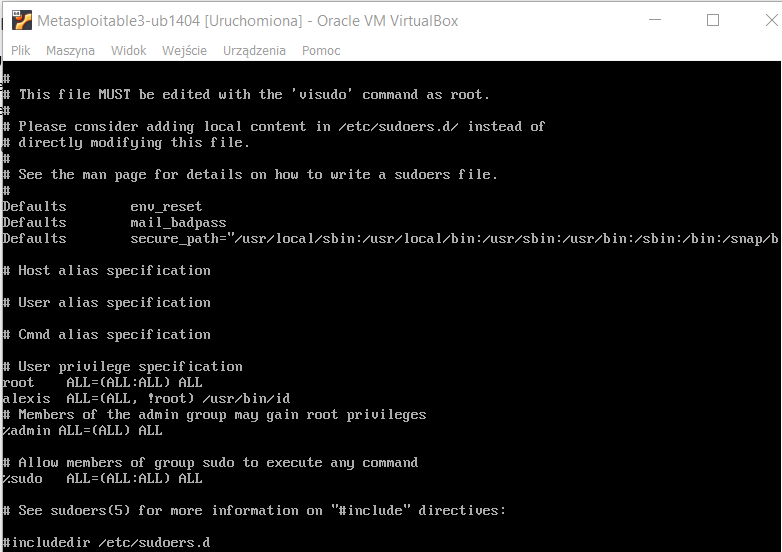 Metasploitable3-ub1404 [Uruchomiona] - Oracle VM VirtualBox
Plik Maszyna Widok Wejście Urządzenia Pomoc
#
# This file MUST be edited with the 'visudo' command as root.
#
# Please consider adding local content in /etc/sudoers.d/ instead of
# directly modifying this file.
#
# See the man page for details on how to write a sudoers file.
#
Defaults        env_reset
Defaults        mail_badpass
Defaults        secure_path="/usr/local/sbin:/usr/local/bin:/usr/sbin:/usr/bin:/sbin:/bin:/snap/b
# Host alias specification
# User alias specification
# Cmnd alias specification
# User privilege specification
root    ALL=(ALL:ALL) ALL
alexis  ALL=(ALL, !root) /usr/bin/id
# Members of the admin group may gain root privileges
%admin ALL=(ALL) ALL
# Allow members of group sudo to execute any command
%sudo   ALL=(ALL:ALL) ALL
# See sudoers(5) for more information on "#include" directives:
#includedir /etc/sudoers.d